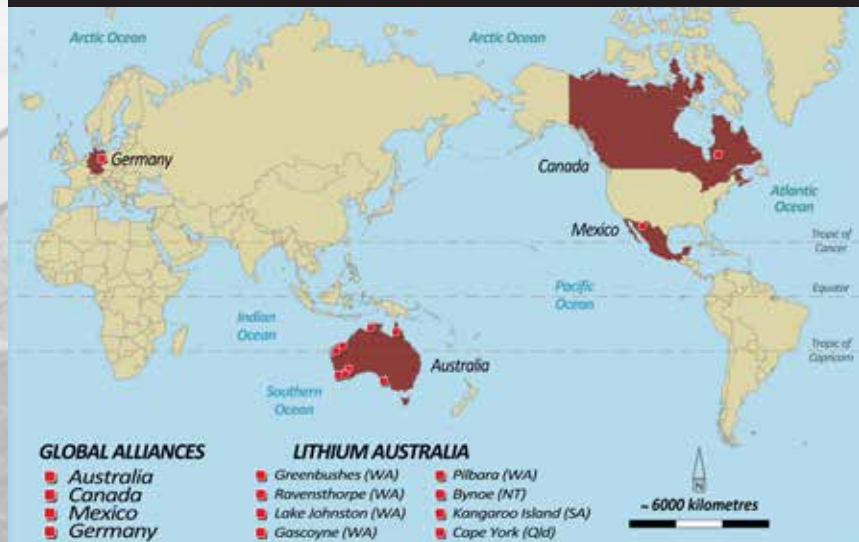 Arctic Ocean
Arctic Ocean
Germany
Canada
Atlantic
Ocean
Mexico
Tropic of
Cancer
Pacific
Ocean
Equator
Indian
Ocean
Tropic of
Capricorn
Australia
Southern
Ocean
GLOBAL ALLIANCES
Australia
Canada
Mexico
Germany
LITHIUM AUSTRALIA
Greenbushes (WA)
Ravensthorpe (WA)
Lake Johnston (WA)
Gascoyne (WA)
Pilbara (WA)
Bynoe (NT)
Kangaroo Island (SA)
Cape York (Qld)
N
~ 6000 kilometres